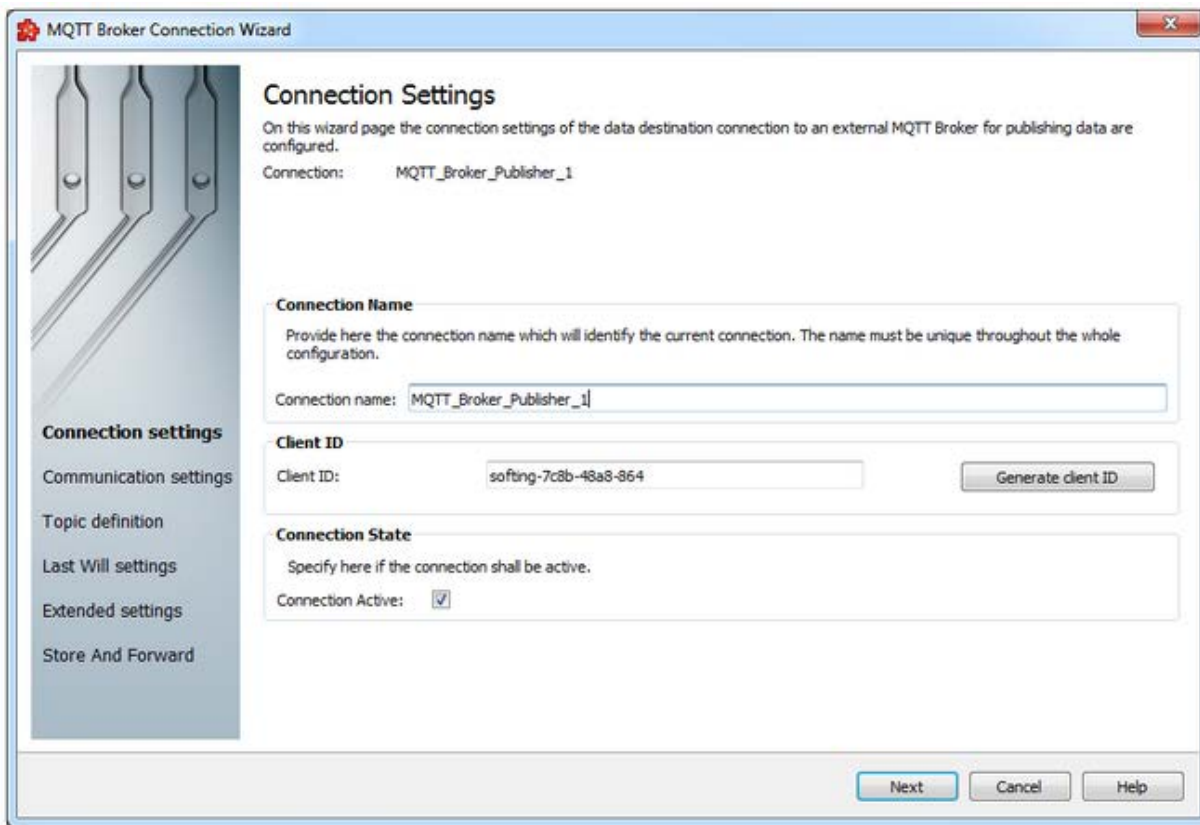 MQTT Broker Connection Wizard
Connection Settings
On this wizard page the connection settings of the data destination connection to an external MQTT Broker for publishing data are
configured.
Connection: MQTT_Broker_Publisher_1
Connection Name
Provide here the connection name which will identify the current connection. The name must be unique throughout the whole
configuration.
Connection name: MQTT_Broker_Publisher_1
Connection settings
Communication settings
Topic definition
Last Will settings
Extended settings
Store And Forward
Client ID
Client ID: softing-7c8b-48a8-864 Generate client ID
Connection State
Specify here if the connection shall be active.
Connection Active:
Next Cancel Help